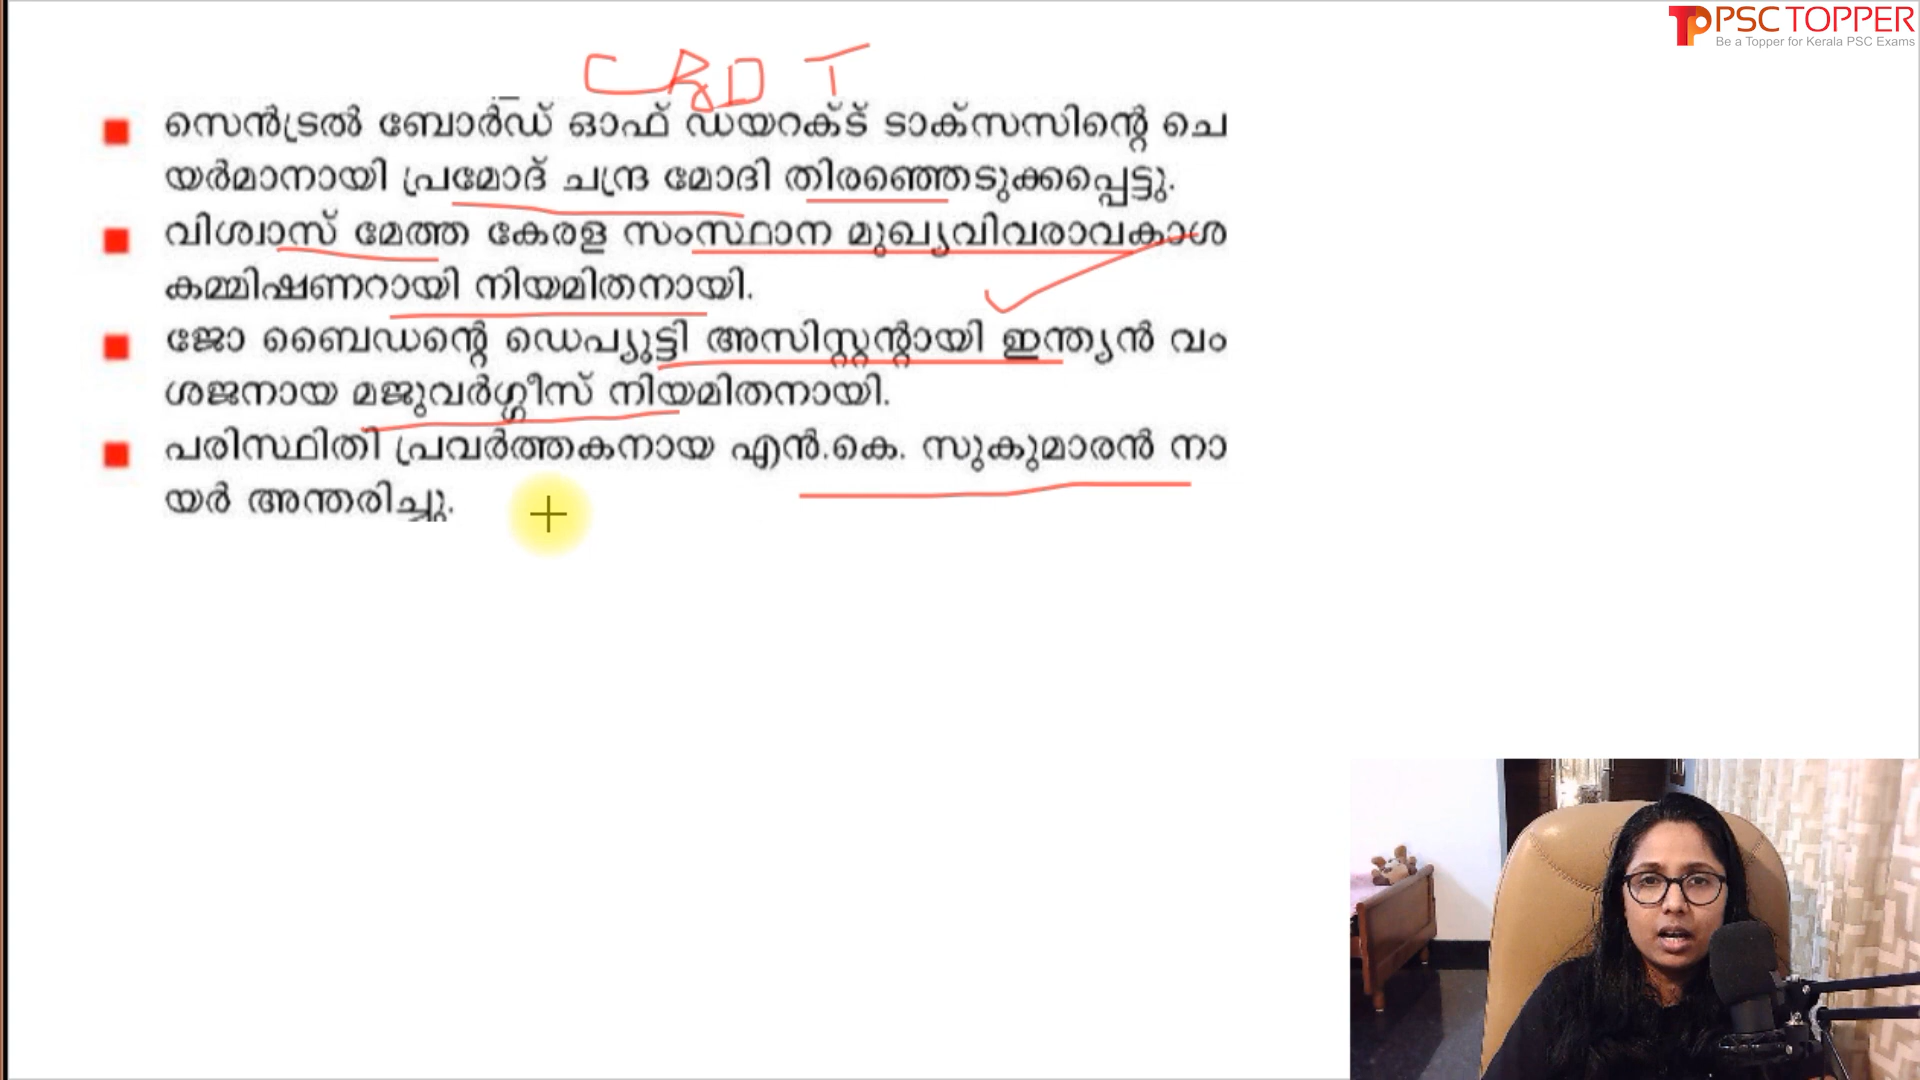 PSC TOPPER
Be a Topper for Kerala PSC Exams
CBDT
സെൻട്രൽ ബോർഡ് ഓഫ് ഡയറക്ട് ടാക്സസിന്റെ ചെ
യർമാനായി പ്രമോദ് ചന്ദ്ര മോദി തിരഞ്ഞെടുക്കപ്പെട്ടു.
വിശ്വാസ് മേത്ത കേരള സംസ്ഥാന മുഖ്യവിവരാവകാശ
കമ്മിഷണറായി നിയമിതനായി.
ജോ ബൈഡന്റെ ഡെപ്യൂട്ടി അസിസ്റ്റന്റായി ഇന്ത്യൻ വം
ശജനായ മജുവർഗ്ഗീസ് നിയമിതനായി.
പരിസ്ഥിതി പ്രവർത്തകനായ എൻ.കെ. സുകുമാരൻ നാ
യർ അന്തരിച്ചു.